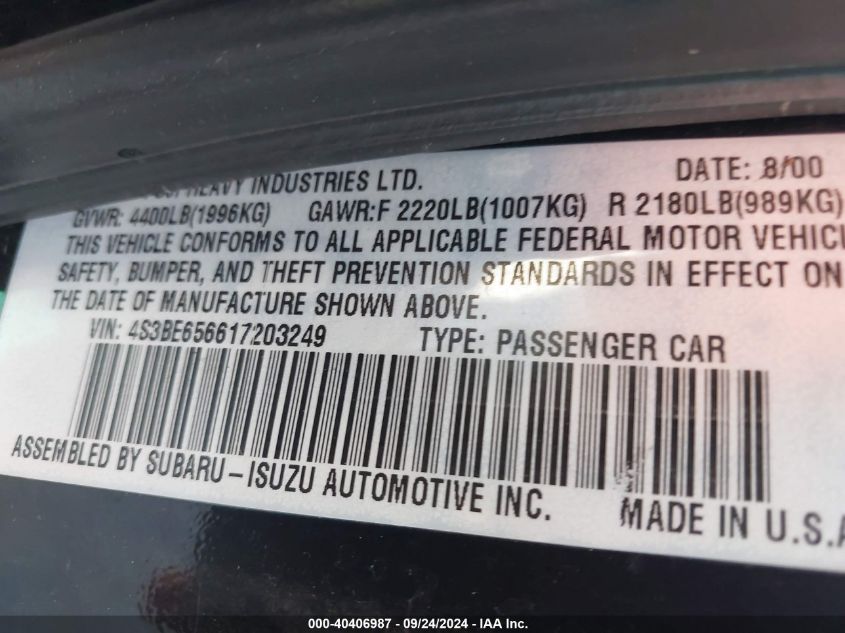 HEAVY INDUSTRIES LTD. DATE: 8/00
GVWR: 4400LB(1996KG) GAWR:F 2220LB(1007KG) R 2180LB(989KG)
THIS VEHICLE CONFORMS TO ALL APPLICABLE FEDERAL MOTOR VEHICL
SAFETY, BUMPER, AND THEFT PREVENTION STANDARDS IN EFFECT ON
THE DATE OF MANUFACTURE SHOWN ABOVE.
VIN: 4S3BE656617203249 TYPE: PASSENGER CAR
ASSEMBLED BY SUBARU-ISUZU AUTOMOTIVE INC. MADE IN U.S.A
000-40406987 - 09/24/2024 - IAA Inc.